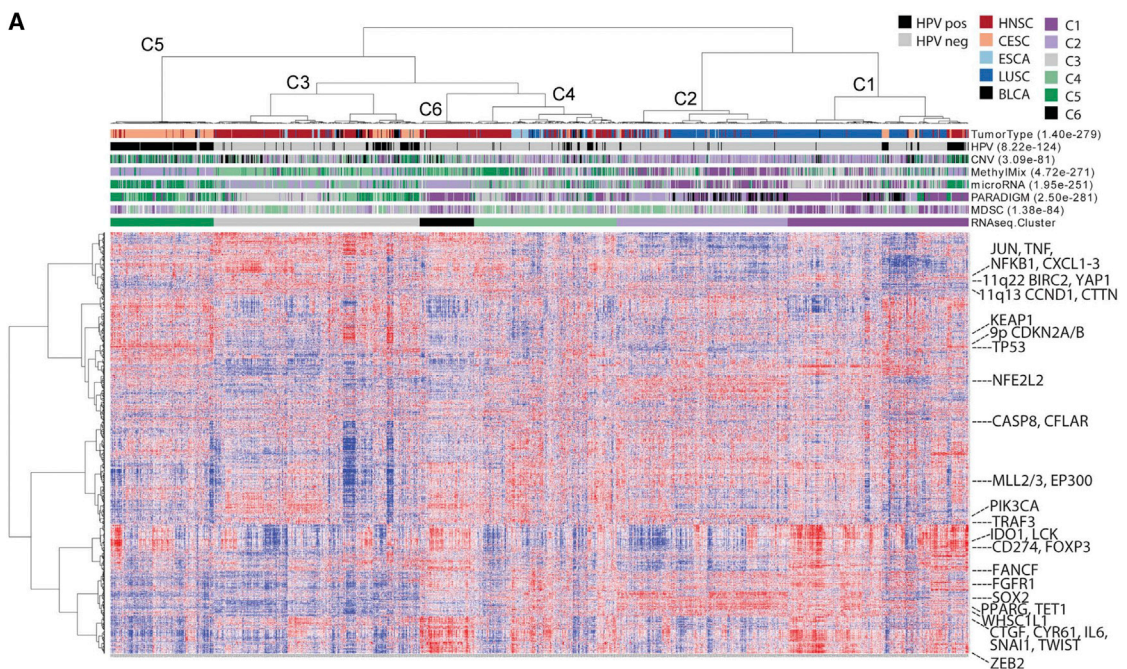 A
HPV pos
HPV neg
HNSC
CESC
ESCA
LUSC
BLCA
C1
C2
C3
C4
C5
C6
C5
C3
C6
C4
C2
C1
TumorType (1.40e-279)
HPV (8.22e-124)
CNV (3.09e-81)
MethylMix (4.72e-271)
microRNA (1.95e-251)
PARADIGM (2.50e-281)
MDSC (1.38e-84)
RNAseq.Cluster
JUN, TNF,
NFKB1, CXCL1-3
11q22 BIRC2, YAP1
11q13 CCND1, CTTN
KEAP1
9p CDKN2A/B
TP53
NFE2L2
CASP8, CFLAR
MLL2/3, EP300
PIK3CA
TRAF3
IDO1, LCK
CD274, FOXP3
FANCF
FGFR1
SOX2
PPARG, TET1
WHSC1L1
CTGF, CYR61, IL6,
SNAI1, TWIST
ZEB2